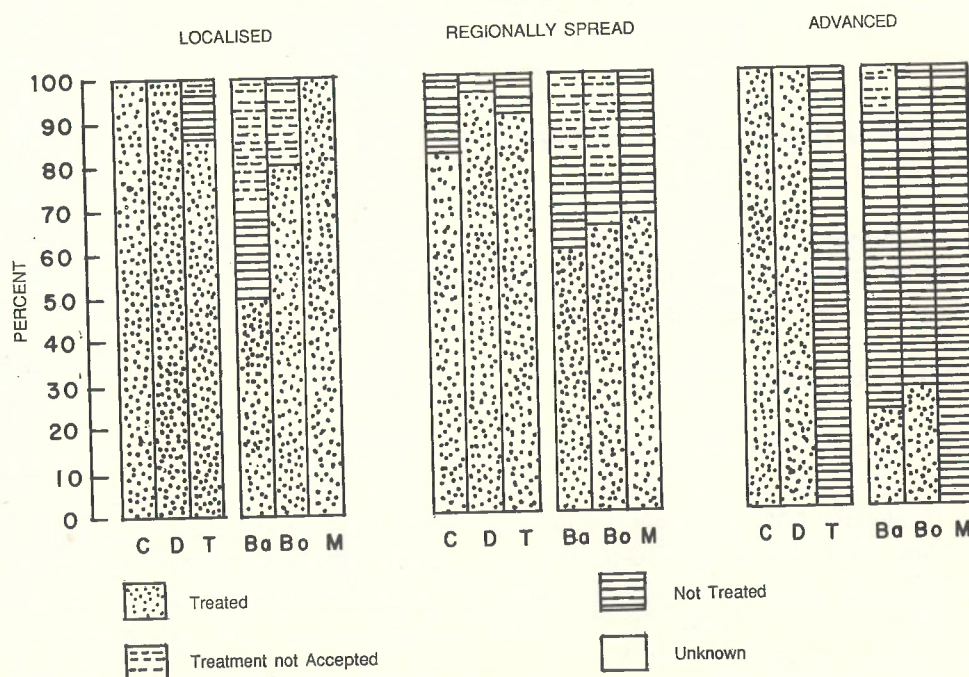 LOCALISED
REGIONALLY SPREAD
ADVANCED
PERCENT
100
90
80
70
60
50
40
30
20
10
0
C D T Ba Bo M
C D T Ba Bo M
C D T Ba Bo M
Treated
Not Treated
Treatment not Accepted
Unknown